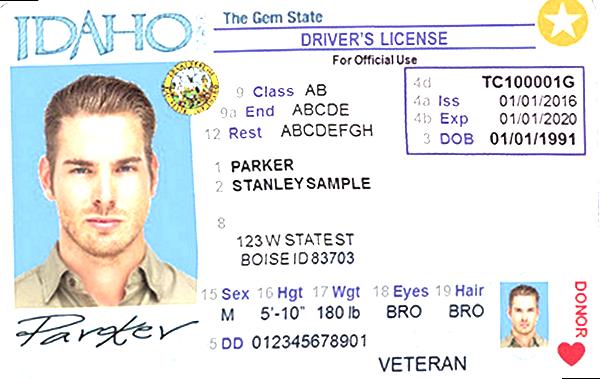 IDAHO
The Gem State
DRIVER'S LICENSE
For Official Use
9 Class AB
9a End ABCDE
12 Rest ABCDEFGH
4d TC100001G
4a Iss 01/01/2016
4b Exp 01/01/2020
3 DOB 01/01/1991
1 PARKER
2 STANLEYSAMPLE
8
123 W STATE ST
BOISE ID 83703
15 Sex 16 Hgt 17 Wgt 18 Eyes 19 Hair
M 5'-10" 180 lb BRO BRO
Parker
5 DD 012345678901
VETERAN
DONOR